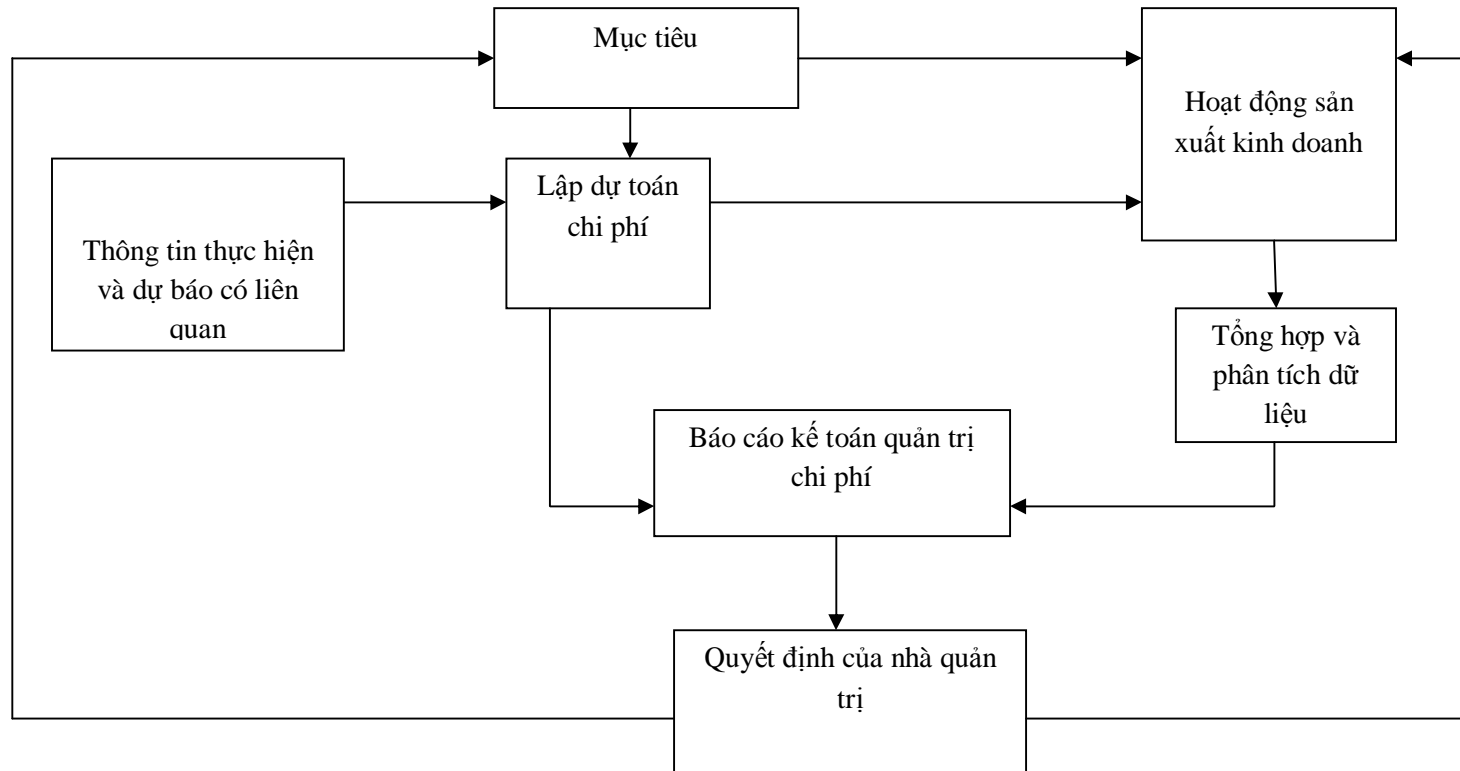 Mục tiêu
Hoạt động sản
xuất kinh doanh
Lập dự toán
chi phí
Thông tin thực hiện
và dự báo có liên
quan
Tổng hợp và
phân tích dữ
liệu
Báo cáo kế toán quản trị
chi phí
Quyết định của nhà quản
trị